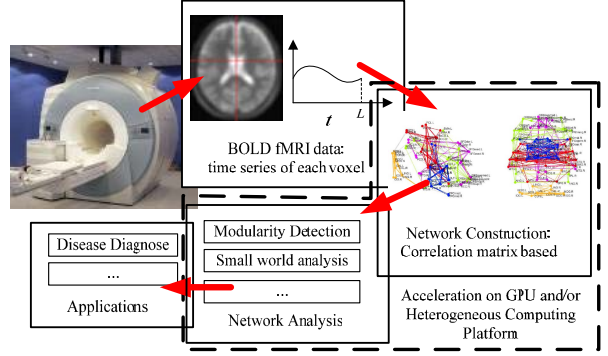 t
L
BOLD fMRI data:
time series of each voxel
Network Construction:
Correlation matrix based
Modularity Detection
Small world analysis
...
Network Analysis
Disease Diagnose
...
Applications
Acceleration on GPU and/or
Heterogeneous Computing
Platform